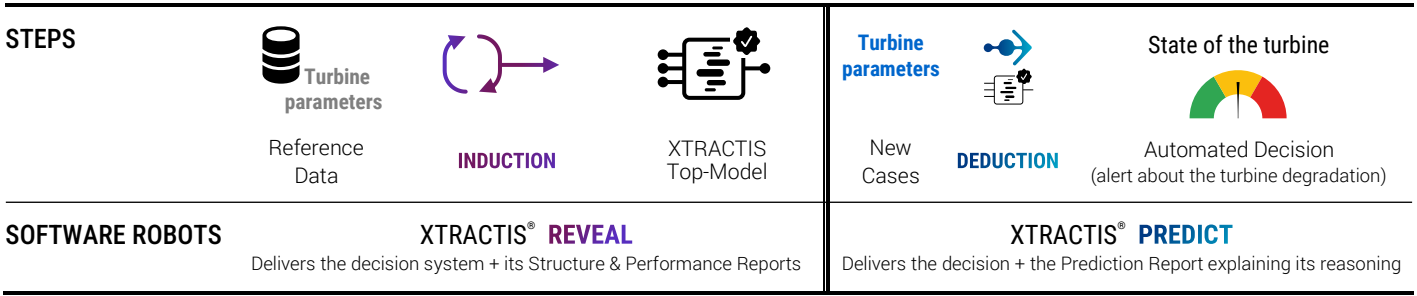 STEPS
Turbine
parameters
Reference
Data
INDUCTION
XTRACTIS
Top-Model
Turbine
parameters
New
Cases
DEDUCTION
State of the turbine
Automated Decision
(alert about the turbine degradation)
SOFTWARE ROBOTS
XTRACTIS® REVEAL
Delivers the decision system + its Structure & Performance Reports
XTRACTIS® PREDICT
Delivers the decision + the Prediction Report explaining its reasoning